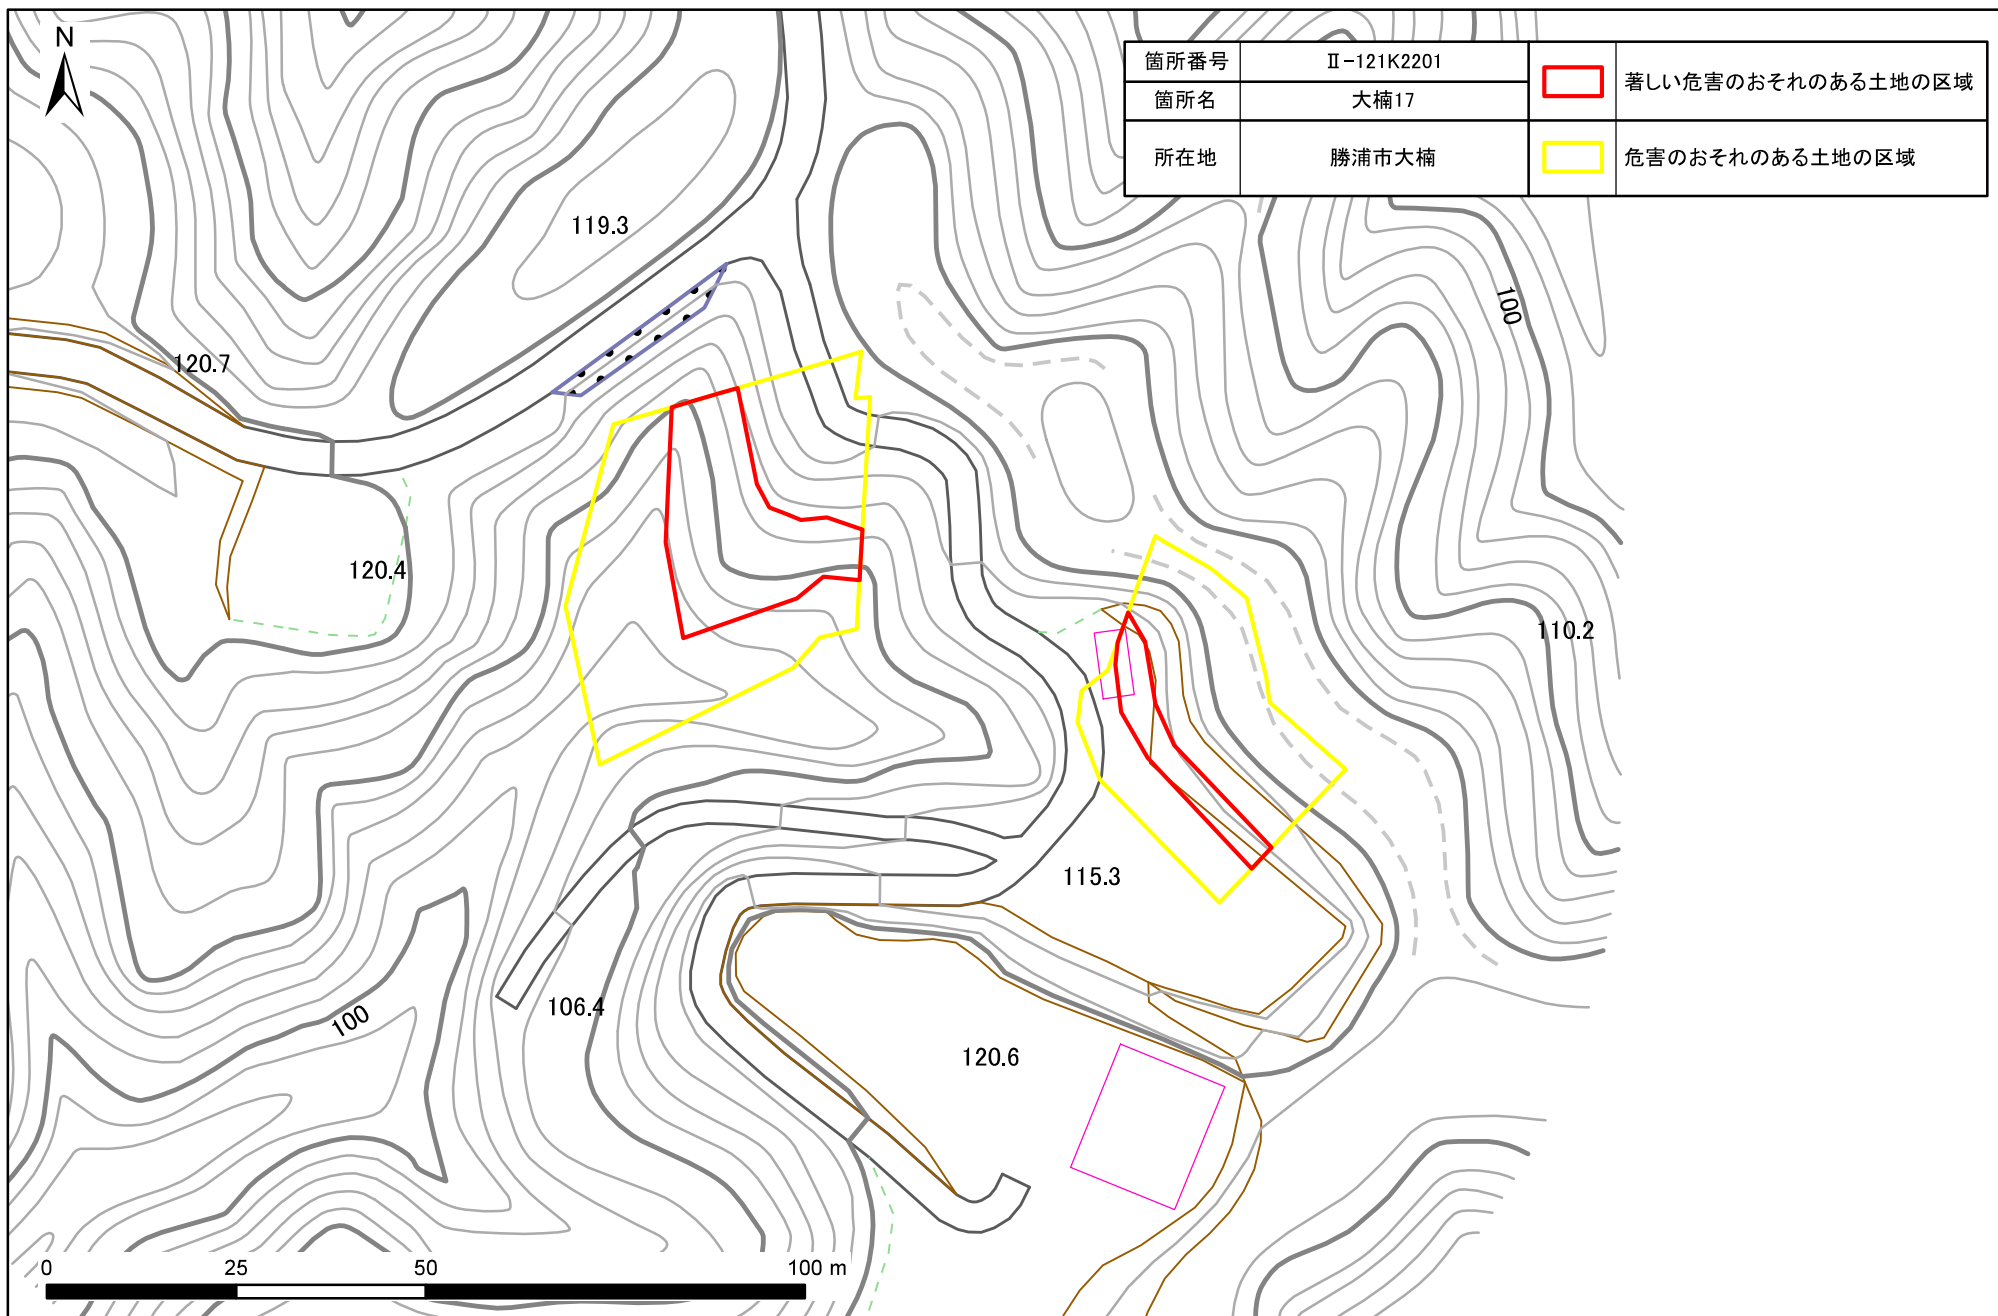 N
箇所番号 Ⅱ-121K2201
箇所名 大楠17
所在地 勝浦市大楠
著しい危害のおそれのある土地の区域
危害のおそれのある土地の区域
119.3
100
120.7
120.4
110.2
115.3
106.4
100
120.6
0 25 50 100 m